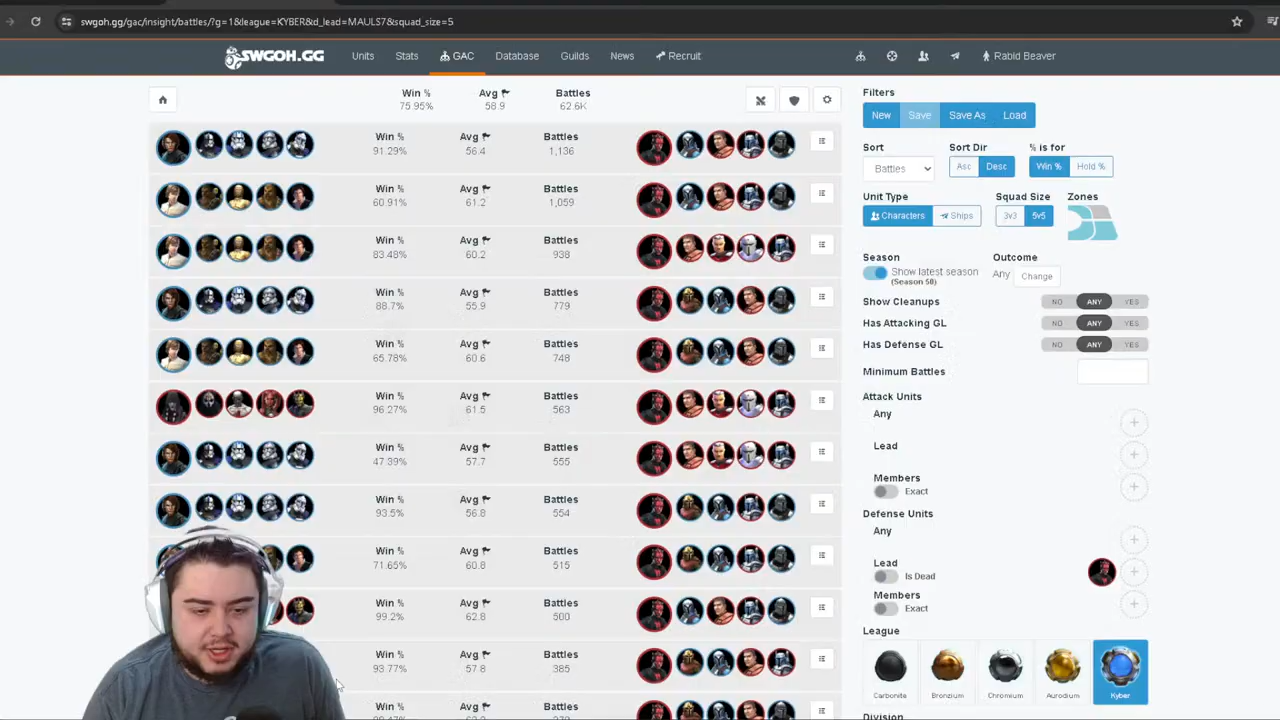 swgoh.gg/gac/insight/battles/?g=1&league=KYBER&d_lead=MAULS7&squad_size=5
SWGOH.GG Units Stats GAC Database Guilds News Recruit Rabid Beaver
Win % Avg Battles
75.95% 58.9 62.6K
Win % Avg Battles
91.29% 56.4 1,136
Win % Avg Battles
81% 61.2 1,059
Win % Avg Battles
83.48% 60.2 938
Win % Avg Battles
88.7% 55.9 779
Win % Avg Battles
85.78% 60.6 748
Win % Avg Battles
96.27% 61.5 563
Win % Avg Battles
47.39% 57.7 555
Win % Avg Battles
93.5% 56.8 554
Win % Avg Battles
71.65% 60.8 515
Win % Avg Battles
99.2% 62.8 500
Win % Avg Battles
93.77% 57.8 385
Win % Avg Battles
Filters
New Save Save As Load
Sort Sort Dir % is for
Battles Asc Desc Win % Hold %
Unit Type Squad Size Zones
Characters Ships 3v3 5v5
Season Outcome
Show latest season Any Change
(Season 50)
Show Cleanups NO ANY YES
Has Attacking GL NO ANY YES
Has Defense GL NO ANY YES
Minimum Battles
Attack Units
Any
Lead
Members
Exact
Defense Units
Any
Lead
Is Dead
Members
Exact
League
Carbonite Bronzium Chromium Aurodium Kyber
Division